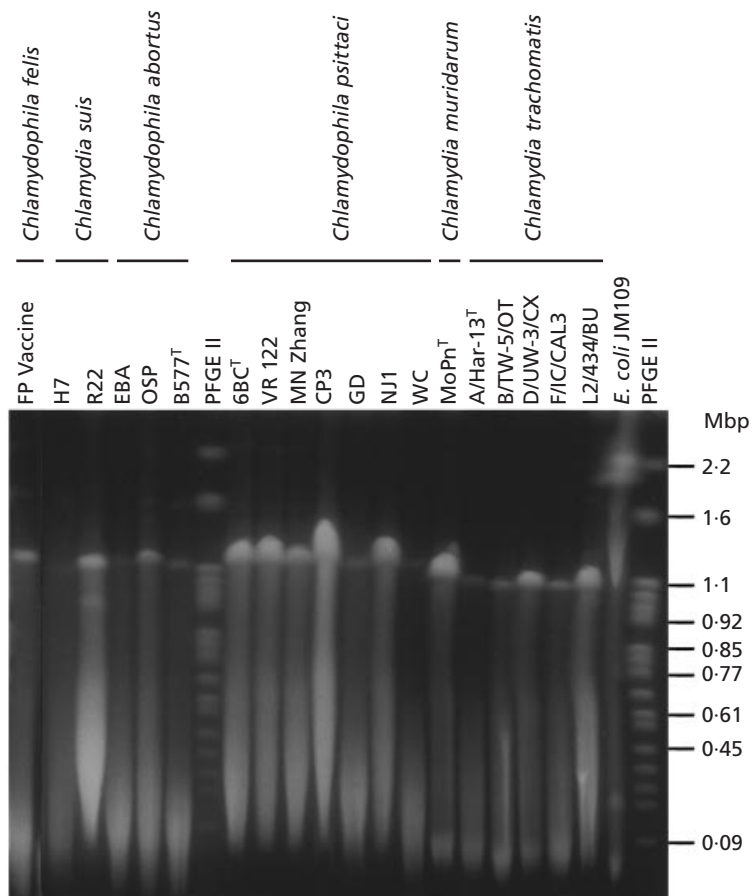 Chlamydophila felis
Chlamydia suis
Chlamydophila abortus
Chlamydophila psittaci
Chlamydia muridarum
Chlamydia trachomatis
FP Vaccine
H7
R22
EBA
OSP
B577ᵀ
PFGE II
6BCᵀ
VR 122
MN Zhang
CP3
GD
NJ1
WC
MoPnᵀ
A/Har-13ᵀ
B/TW-5/OT
D/UW-3/CX
F/IC/CAL3
L2/434/BU
E. coli JM109
PFGE II
Mbp
2·2
1·6
1·1
0·92
0·85
0·77
0·61
0·45
0·09